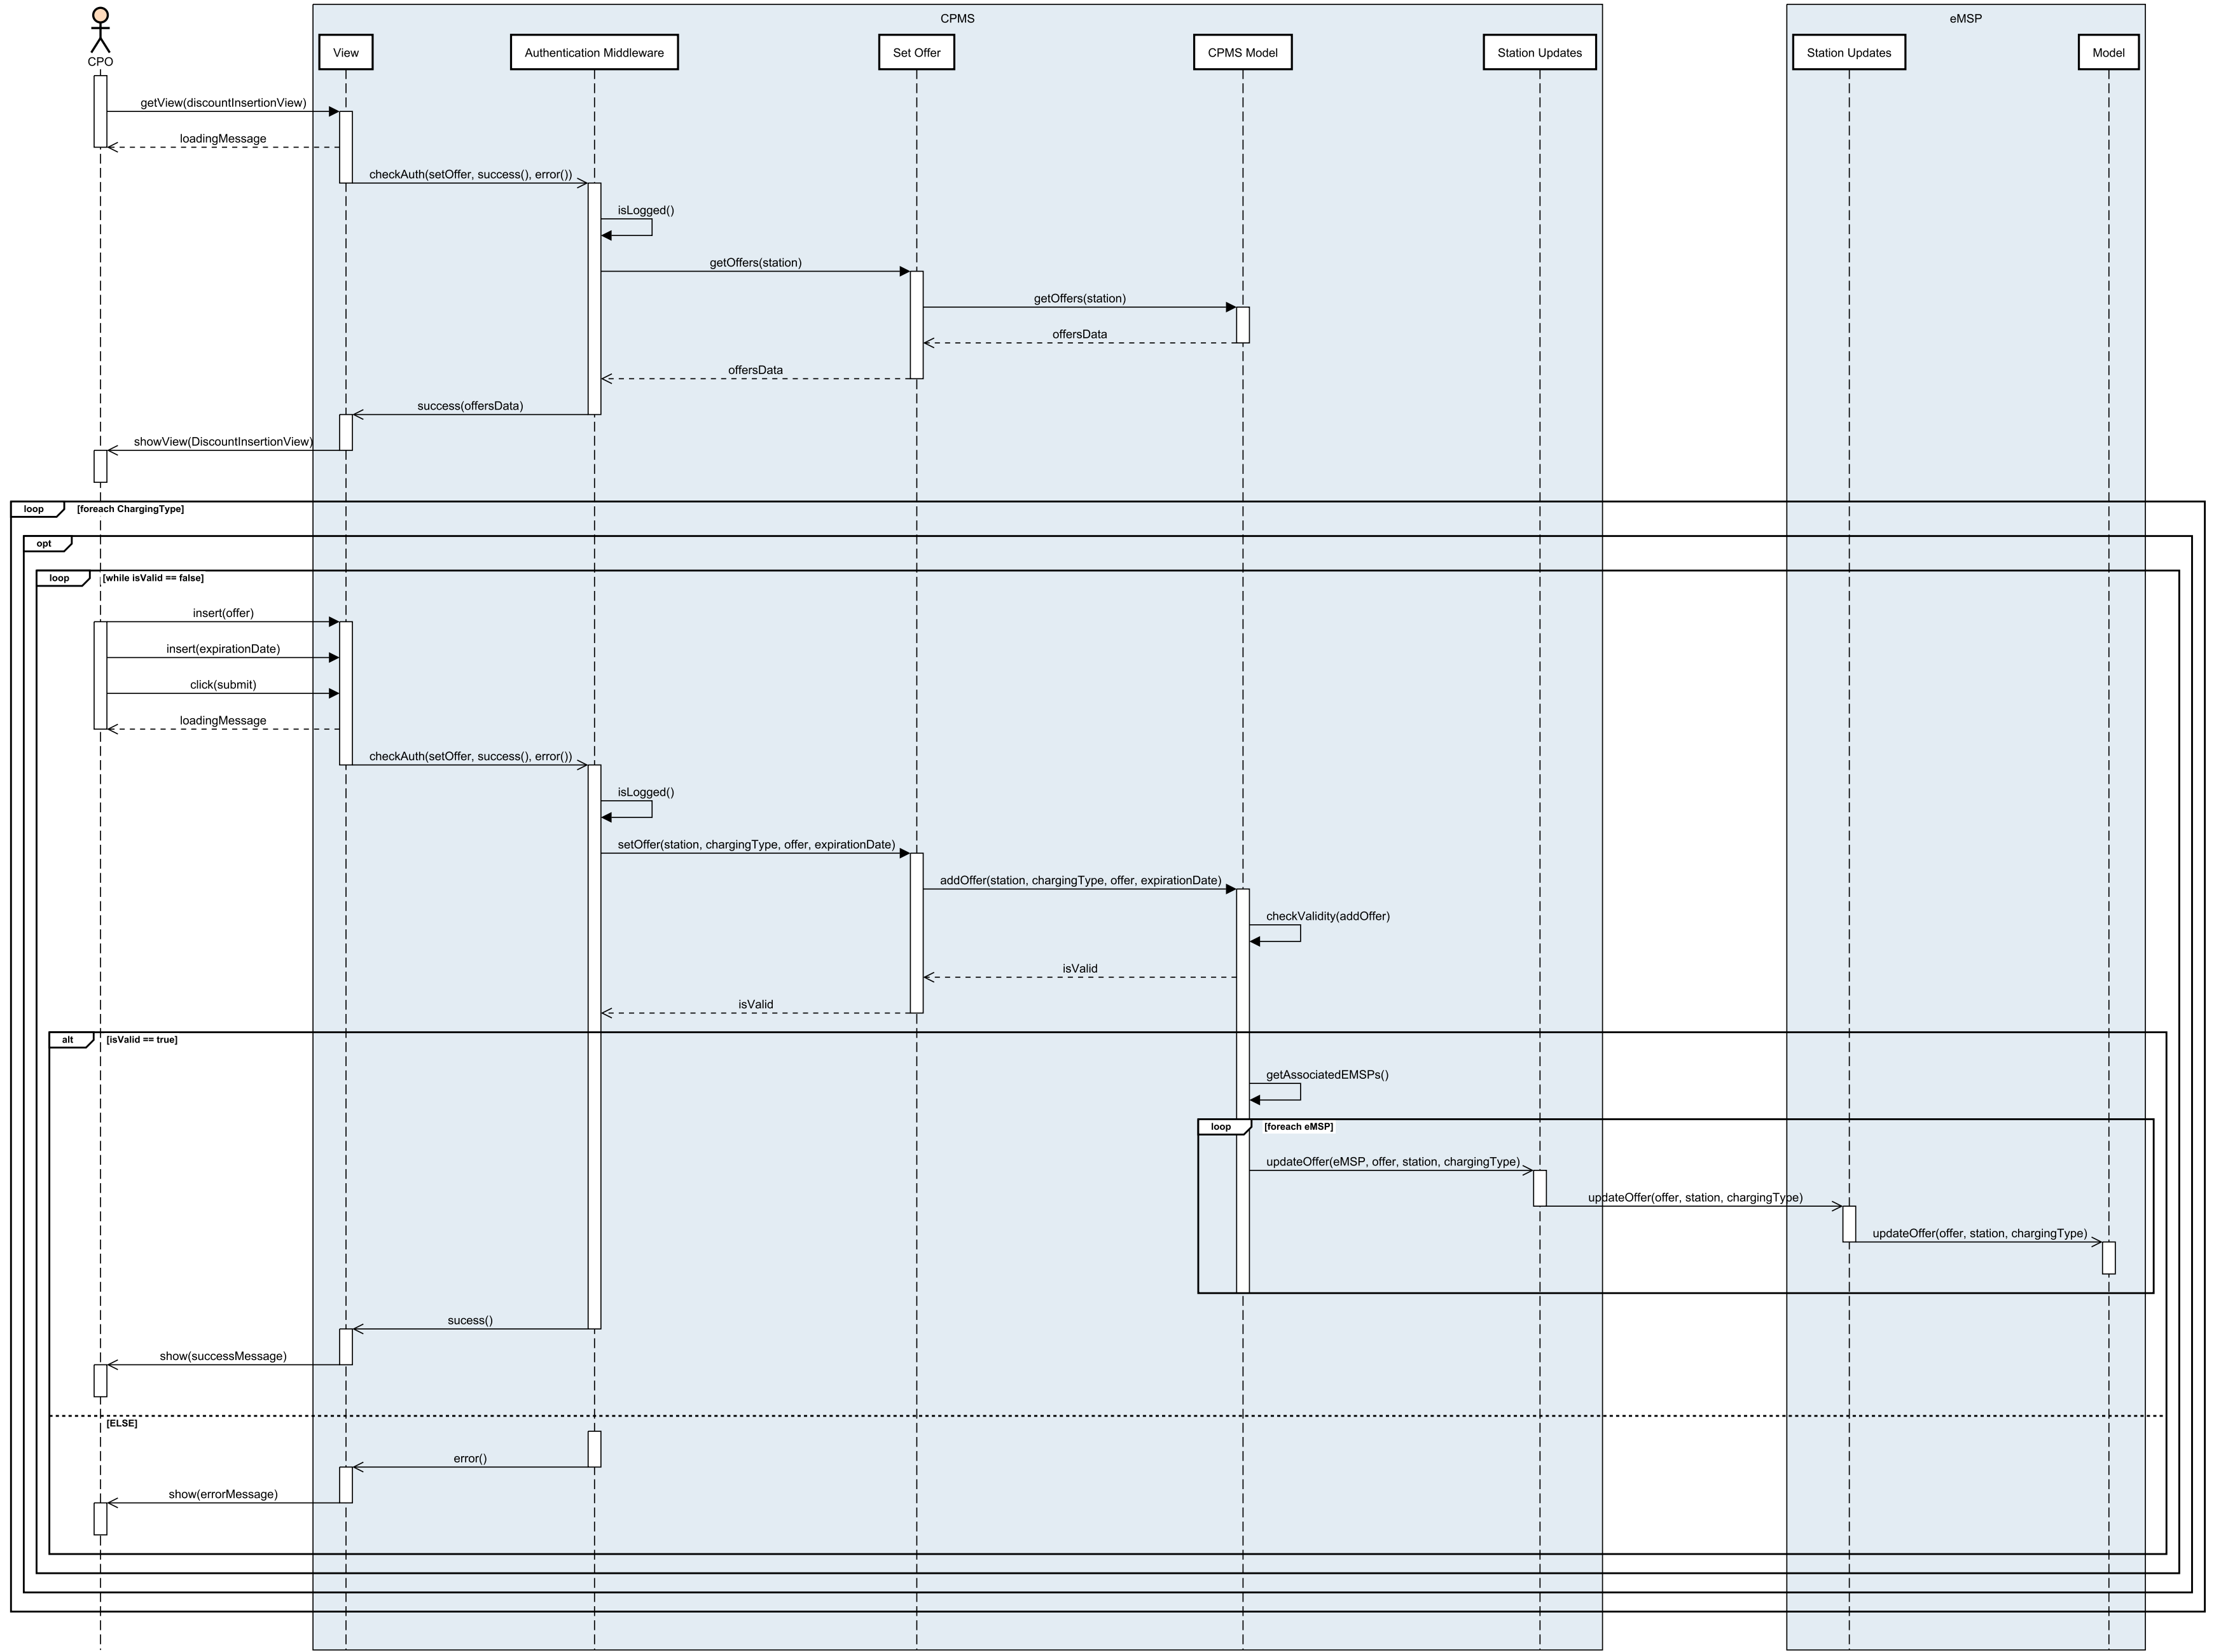 CPMS
eMSP
CPO
View
Authentication Middleware
Set Offer
CPMS Model
Station Updates
Station Updates
Model
getView(discountInsertionView)
loadingMessage
checkAuth(setOffer, success(), error())
isLogged()
getOffers(station)
getOffers(station)
offersData
offersData
success(offersData)
showView(DiscountInsertionView)
loop [foreach ChargingType]
opt
loop [while isValid == false]
insert(offer)
insert(expirationDate)
click(submit)
loadingMessage
checkAuth(setOffer, success(), error())
isLogged()
setOffer(station, chargingType, offer, expirationDate)
addOffer(station, chargingType, offer, expirationDate)
checkValidity(addOffer)
isValid
isValid
alt [isValid == true]
getAssociatedEMSPs()
loop [foreach eMSP]
updateOffer(eMSP, offer, station, chargingType)
updateOffer(offer, station, chargingType)
updateOffer(offer, station, chargingType)
sucess()
show(successMessage)
[ELSE]
error()
show(errorMessage)